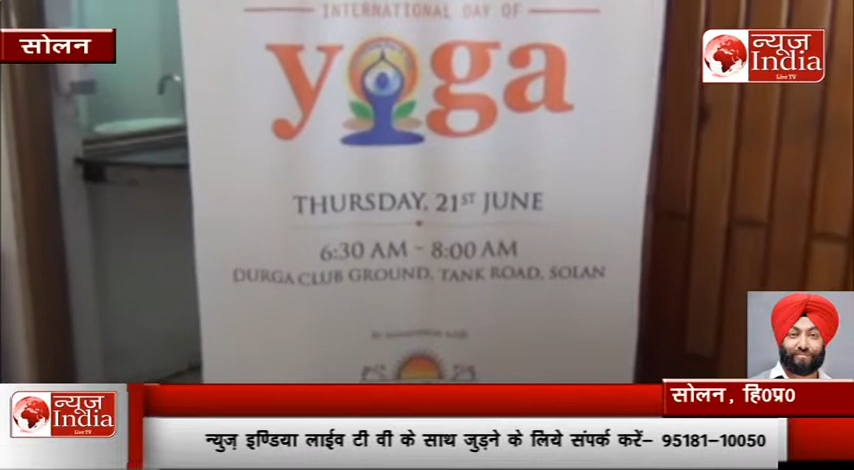 सोलन
INTERNATIONAL DAY OF
yoga
THURSDAY, 21ST JUNE
6:30 AM - 8:00 AM
DURGA CLUB GROUND, TANK ROAD, SOLAN
न्यूज़
India
Live TV
सोलन, हि0प्र0
न्यूज़
India
Live TV
न्युज़ इण्डिया लाईव टी वी के साथ जुड़ने के लिये संपर्क करें– 95181–10050